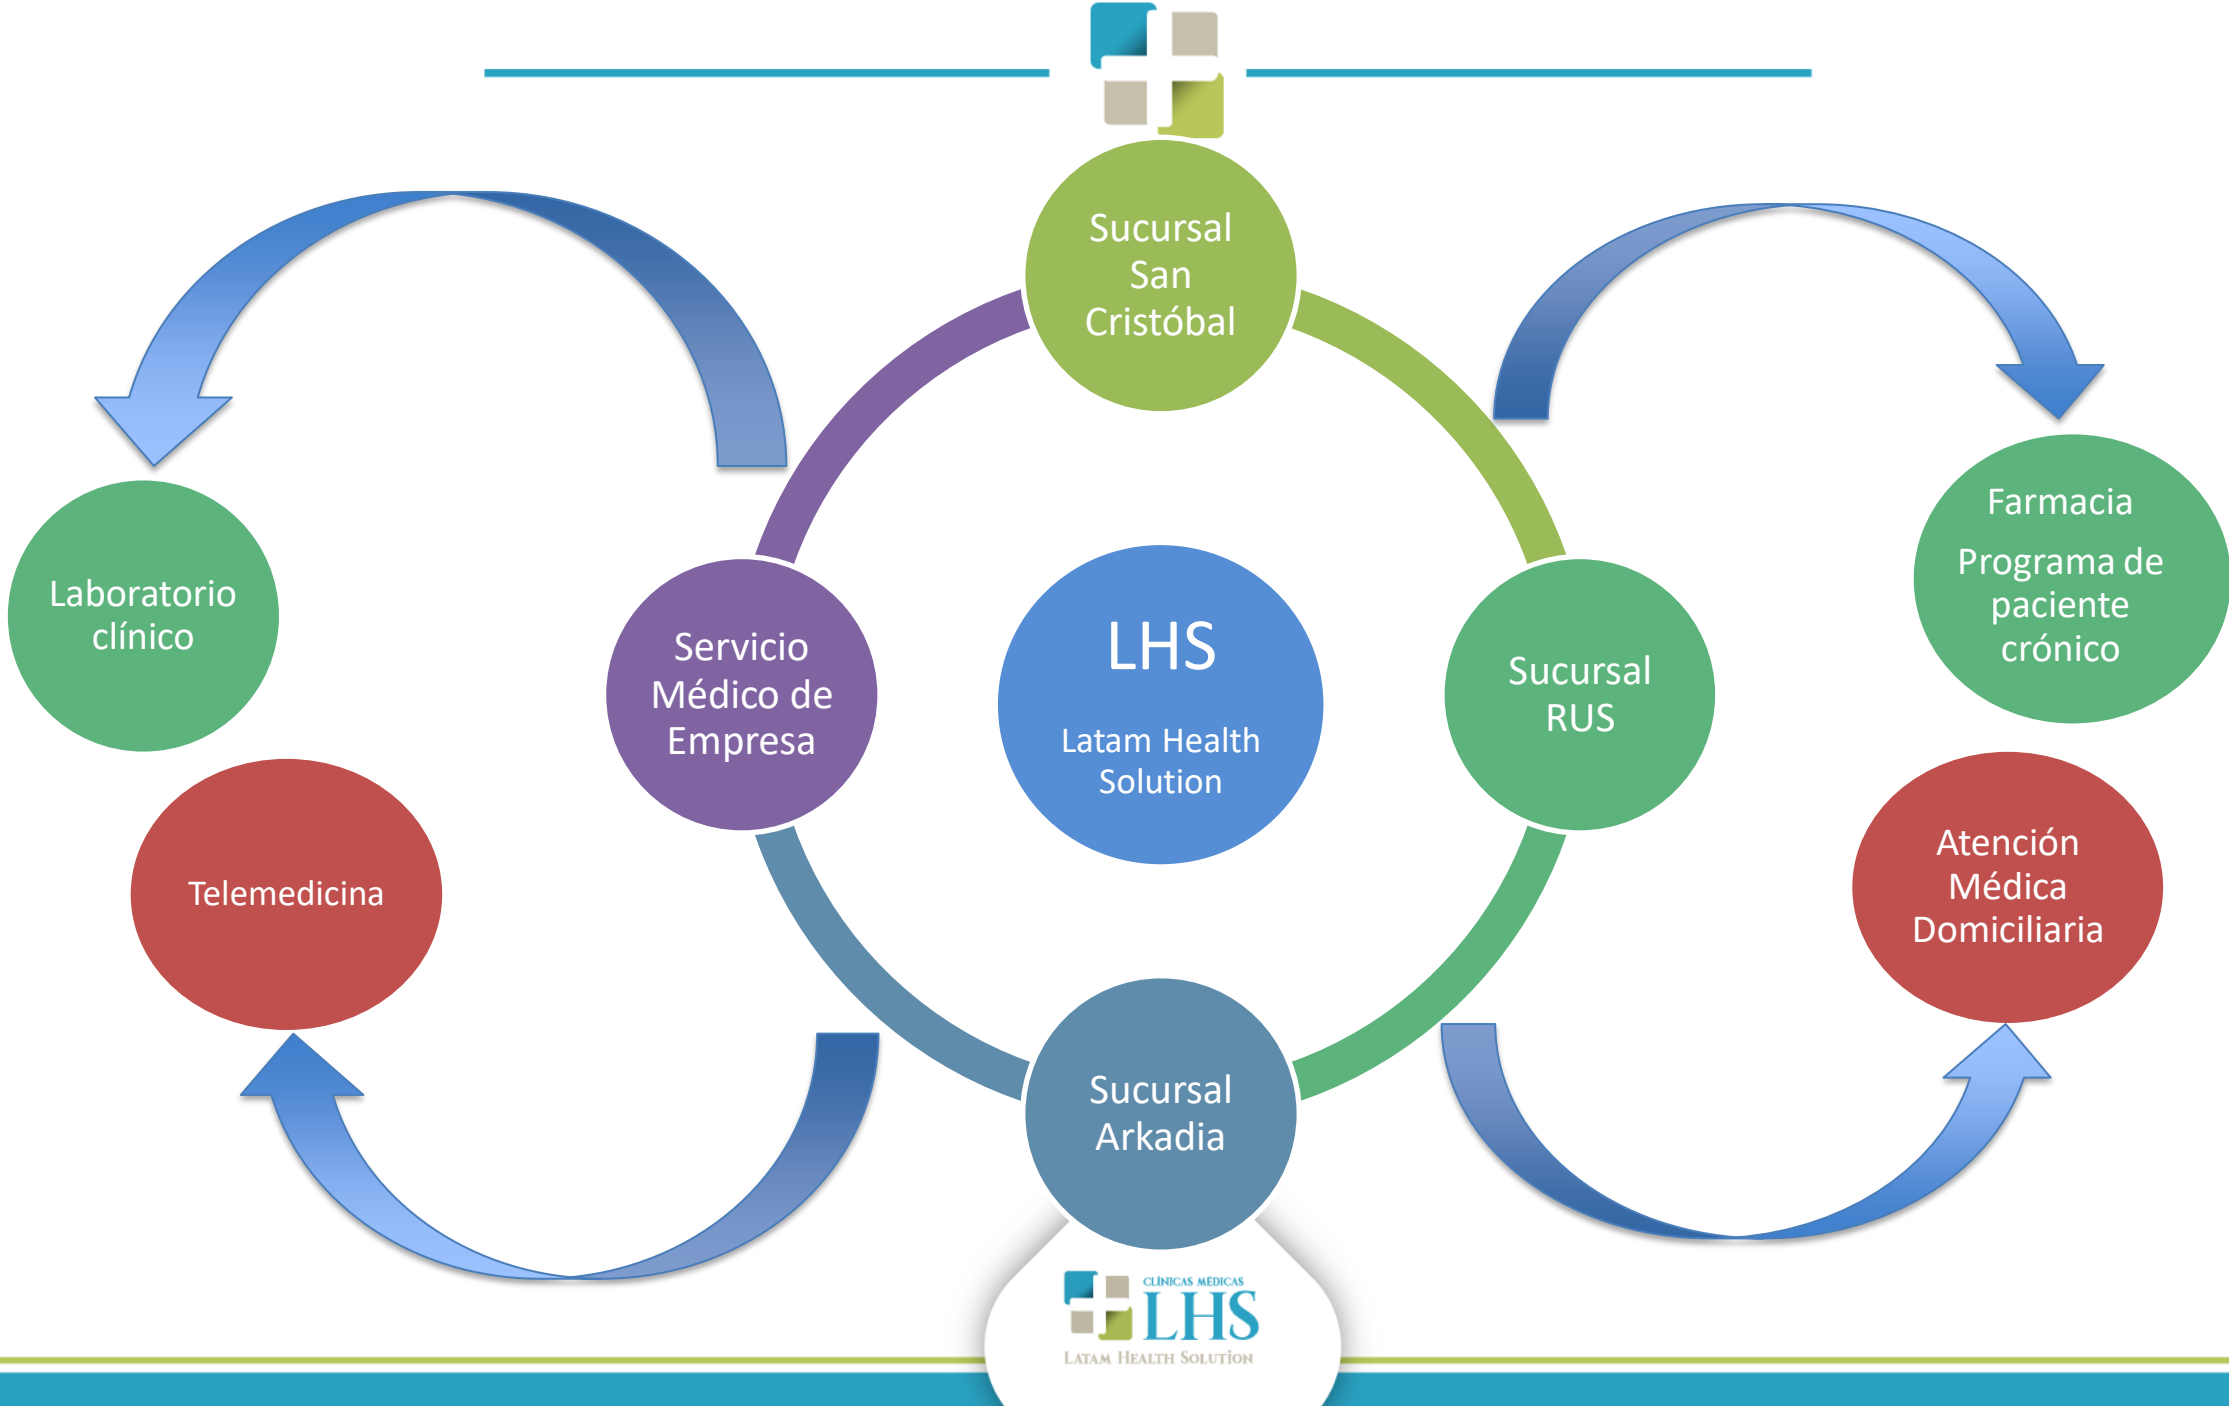 Sucursal
San
Cristóbal
Laboratorio
clínico
Telemedicina
Servicio
Médico de
Empresa
LHS
Latam Health
Solution
Sucursal
RUS
Farmacia
Programa de
paciente
crónico
Atención
Médica
Domiciliaria
Sucursal
Arkadia
CLÍNICAS MÉDICAS
LHS
LATAM HEALTH SOLUTION